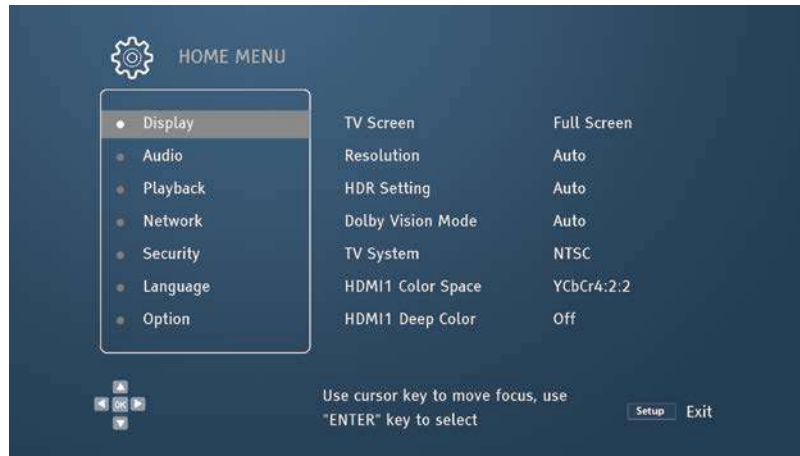 HOME MENU
Display TV Screen Full Screen
Audio Resolution Auto
Playback HDR Setting Auto
Network Dolby Vision Mode Auto
Security TV System NTSC
Language HDMI1 Color Space YCbCr4:2:2
Option HDMI1 Deep Color Off
OK
Use cursor key to move focus, use
"ENTER" key to select
Setup Exit